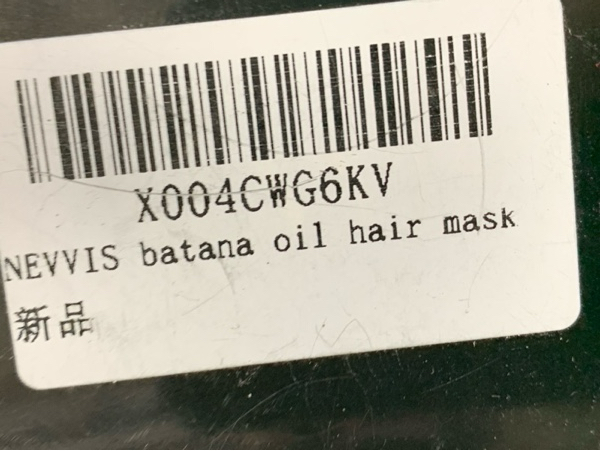 X004CWG6KV
NEVVIS batana oil hair mask
新品